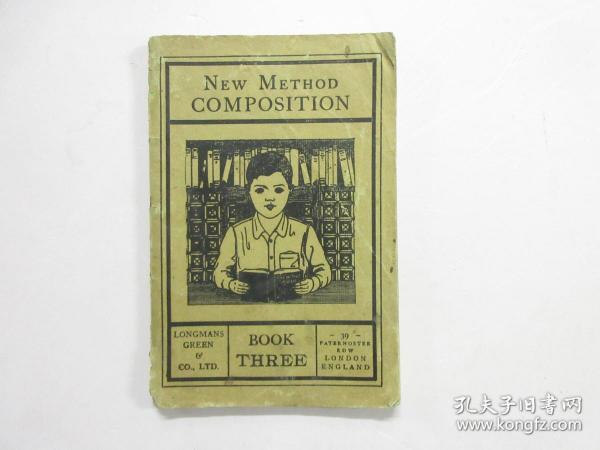 NEW METHOD
COMPOSITION
LONGMANS
GREEN
&
CO., LTD.
BOOK
THREE
- 39 -
PATERNOSTER
ROW
LONDON
ENGLAND
孔夫子旧书网
www.kongfz.com